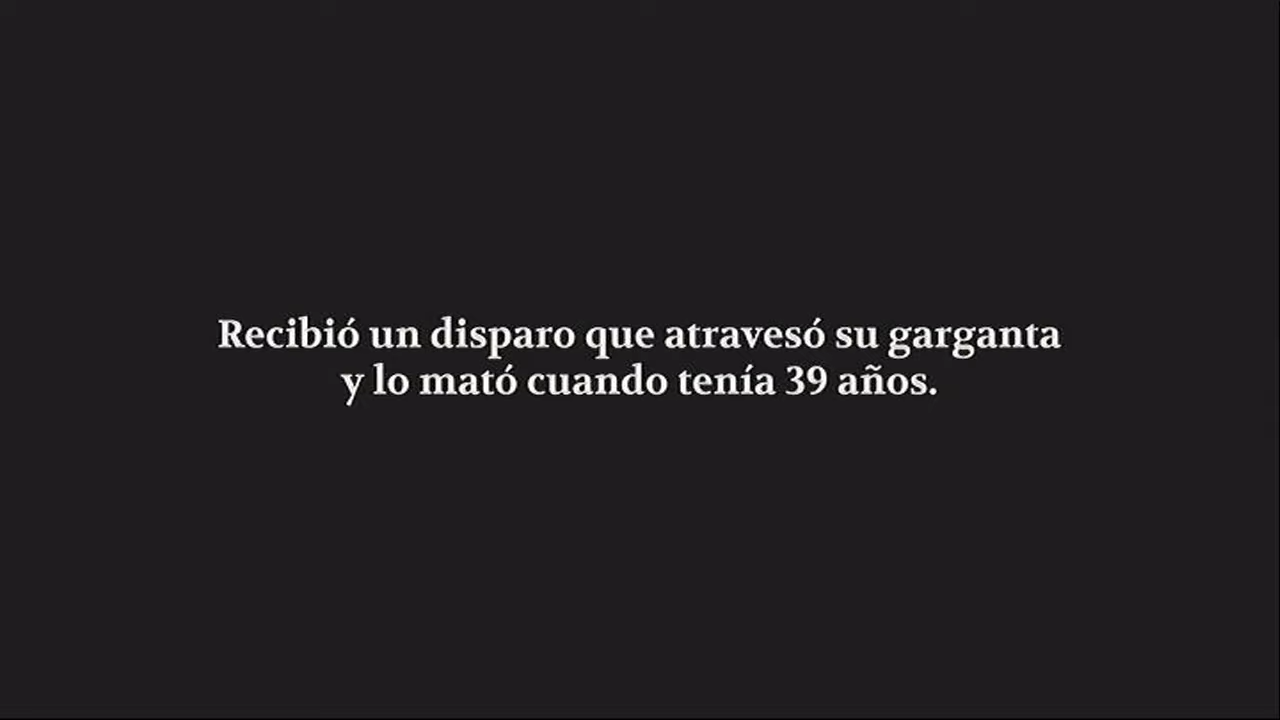 Recibió un disparo que atravesó su garganta
y lo mató cuando tenía 39 años.